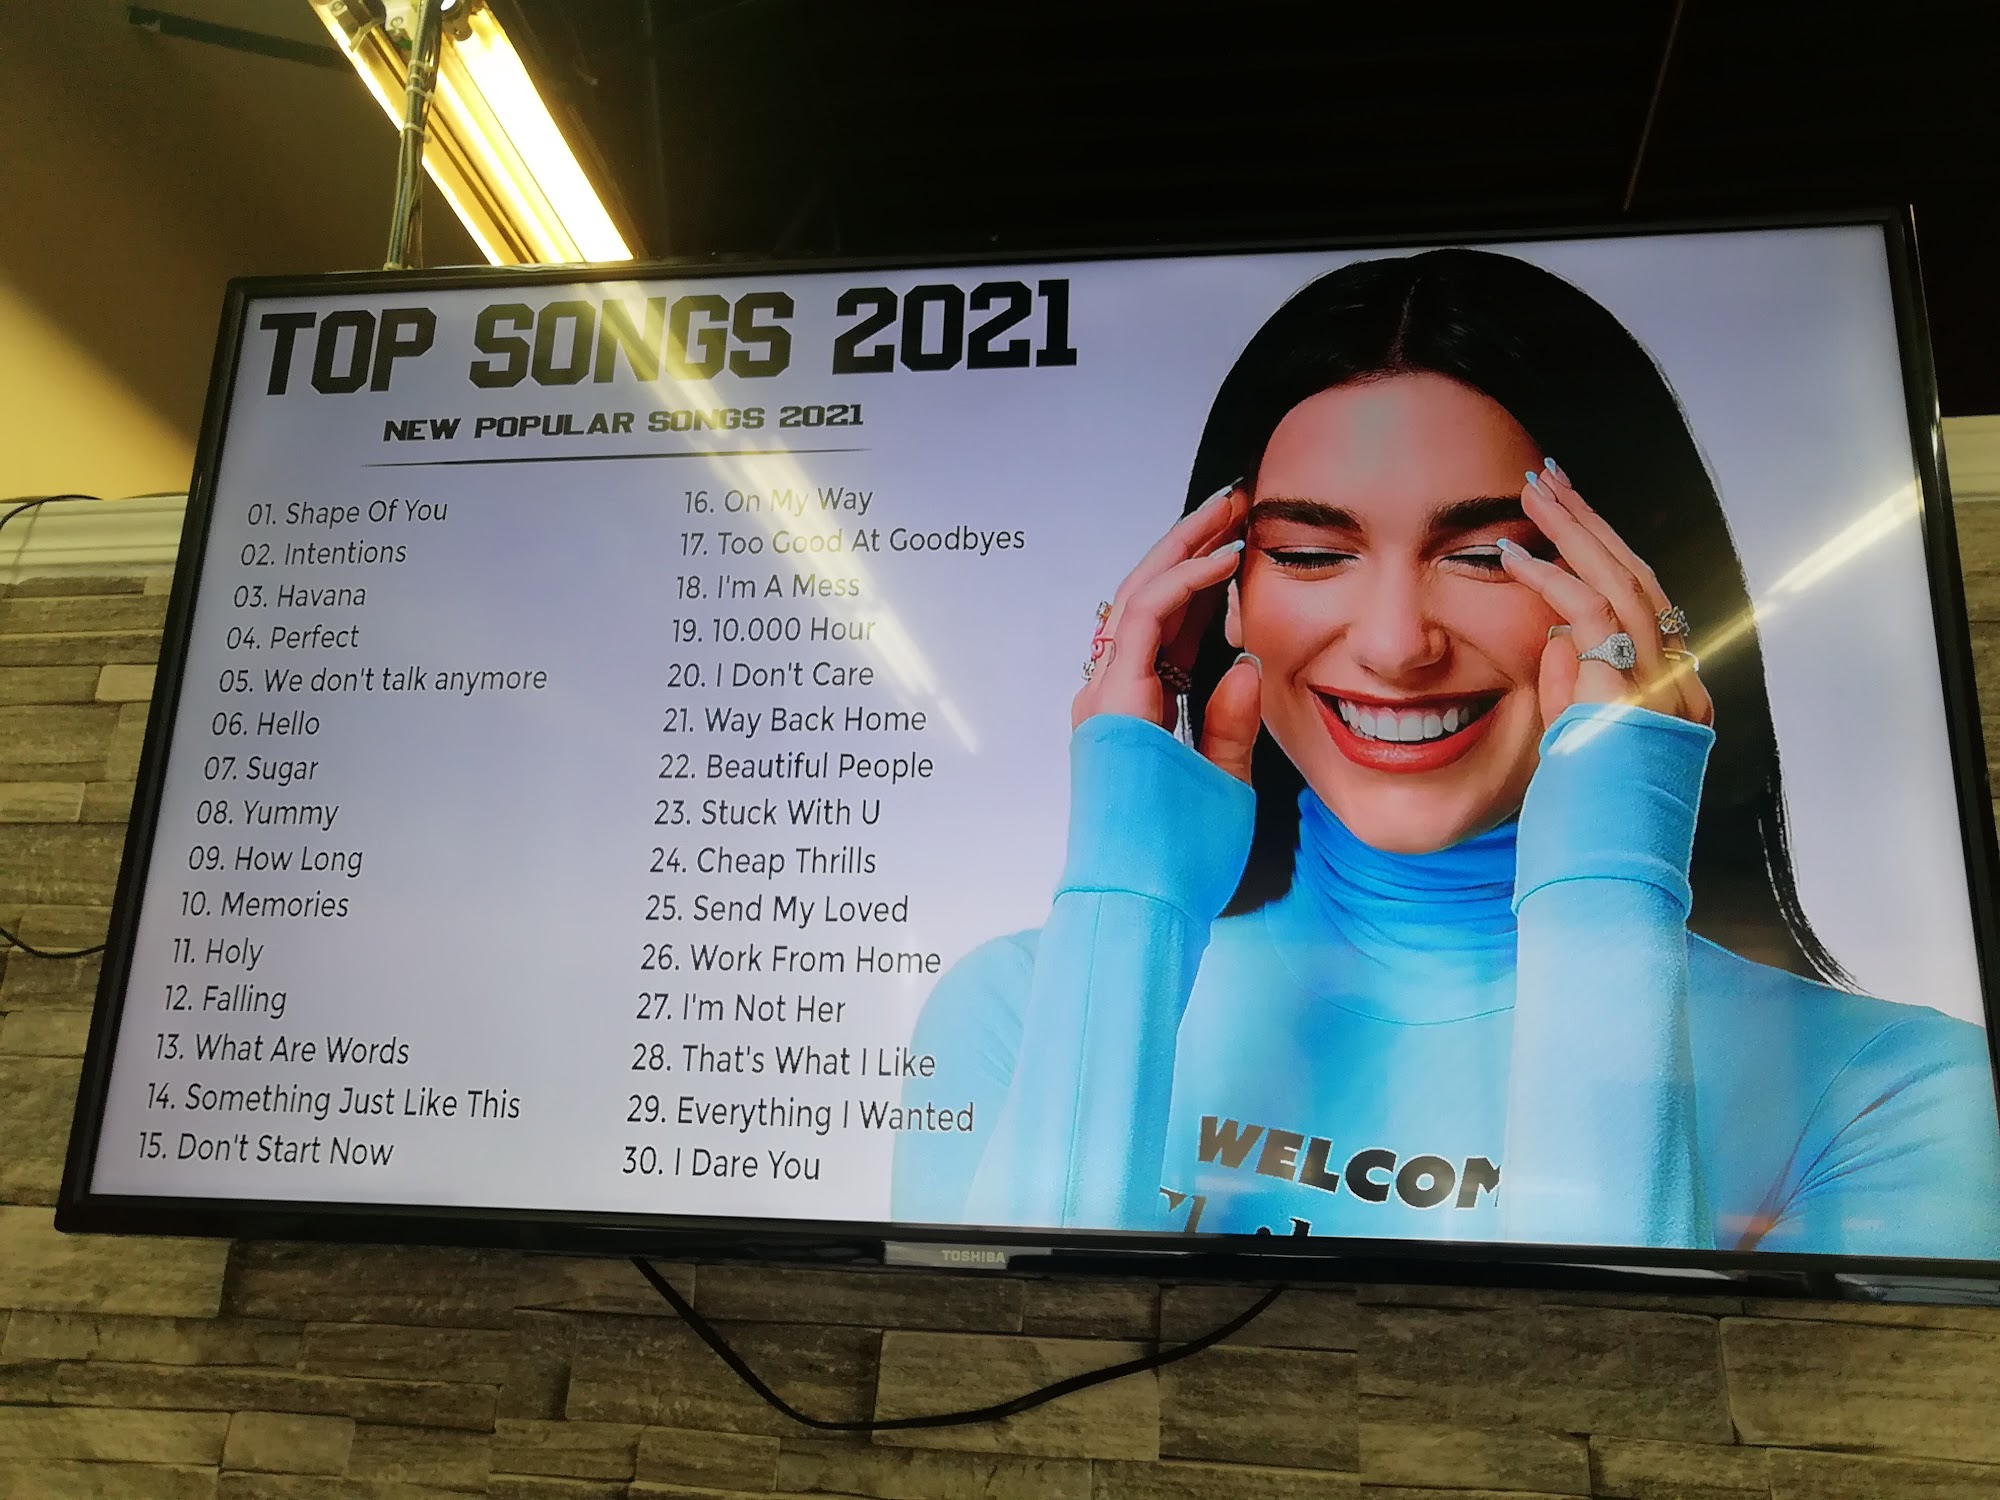 TOP SONGS 2021
NEW POPULAR SONGS 2021
01. Shape Of You
02. Intentions
03. Havana
04. Perfect
05. We don't talk anymore
06. Hello
07. Sugar
08. Yummy
09. How Long
10. Memories
11. Holy
12. Falling
13. What Are Words
14. Something Just Like This
15. Don't Start Now
16. On My Way
17. Too Good At Goodbyes
18. I'm A Mess
19. 10.000 Hour
20. I Don't Care
21. Way Back Home
22. Beautiful People
23. Stuck With U
24. Cheap Thrills
25. Send My Loved
26. Work From Home
27. I'm Not Her
28. That's What I Like
29. Everything I Wanted
30. I Dare You
WELCOM
TOSHIBA